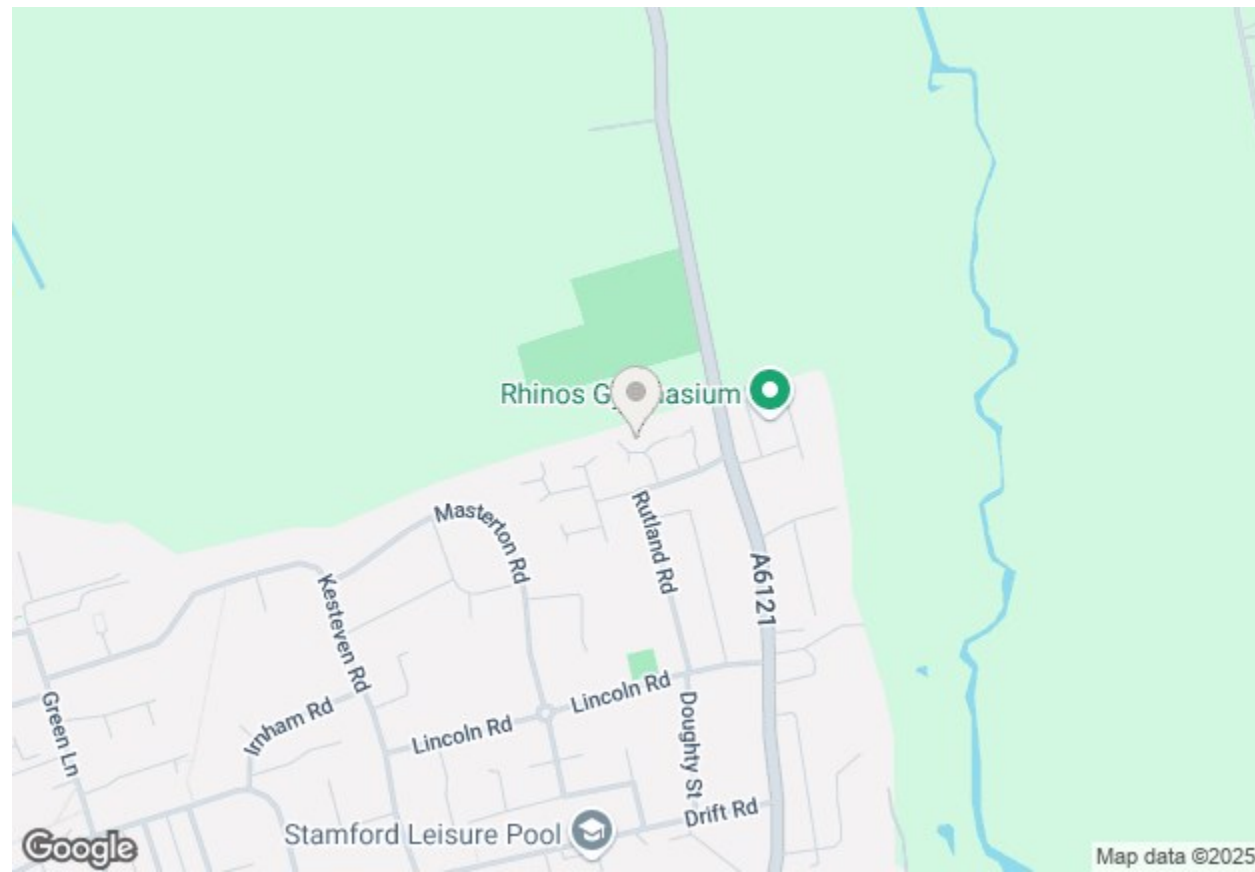 Rhinos Gymnasium
Masterton Rd
Rutland Rd
A6121
Kesteven Rd
Green Ln
Irnham Rd
Lincoln Rd
Lincoln Rd
Doughty St
Drift Rd
Stamford Leisure Pool
Google
Map data ©2025